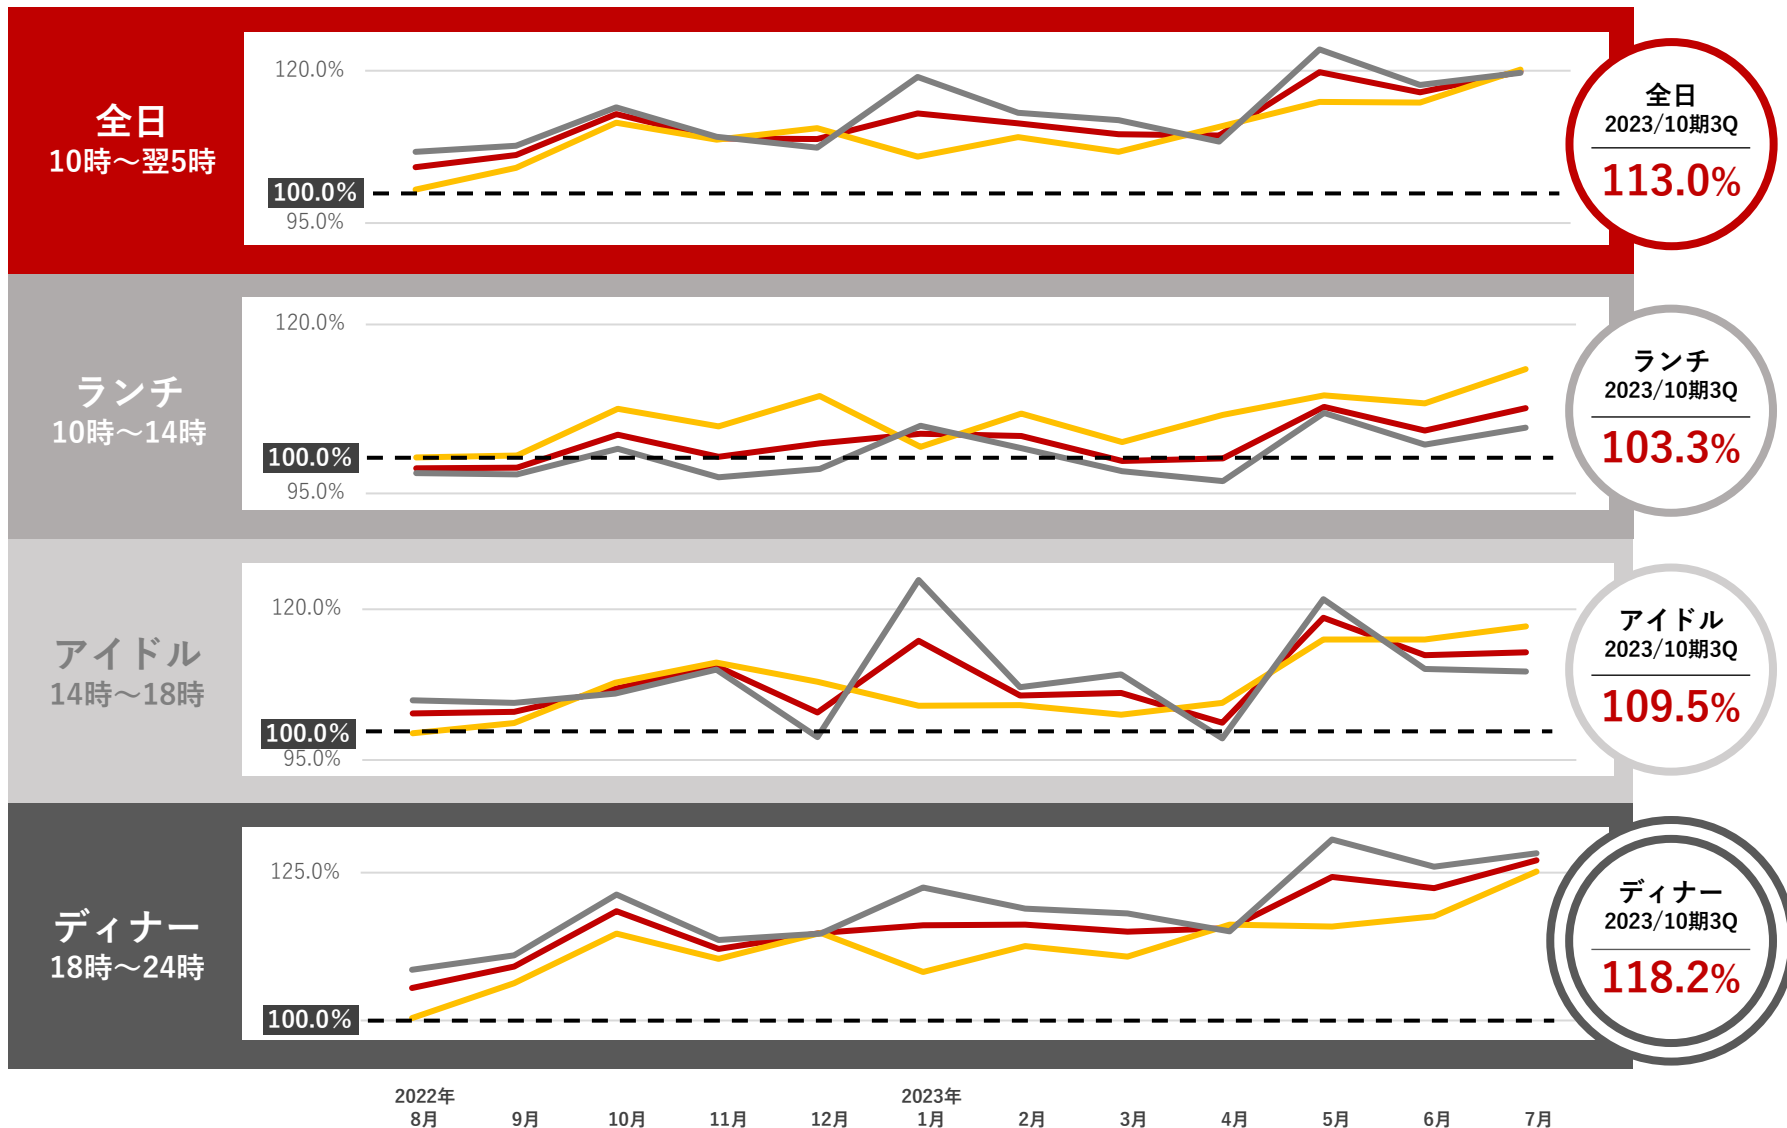 全日
10時～翌5時
120.0%
100.0%
95.0%
全日
2023/10期3Q
113.0%
ランチ
10時～14時
120.0%
100.0%
95.0%
ランチ
2023/10期3Q
103.3%
アイドル
14時～18時
120.0%
100.0%
95.0%
アイドル
2023/10期3Q
109.5%
ディナー
18時～24時
125.0%
100.0%
ディナー
2023/10期3Q
118.2%
2022年 2023年
8月 9月 10月 11月 12月 1月 2月 3月 4月 5月 6月 7月